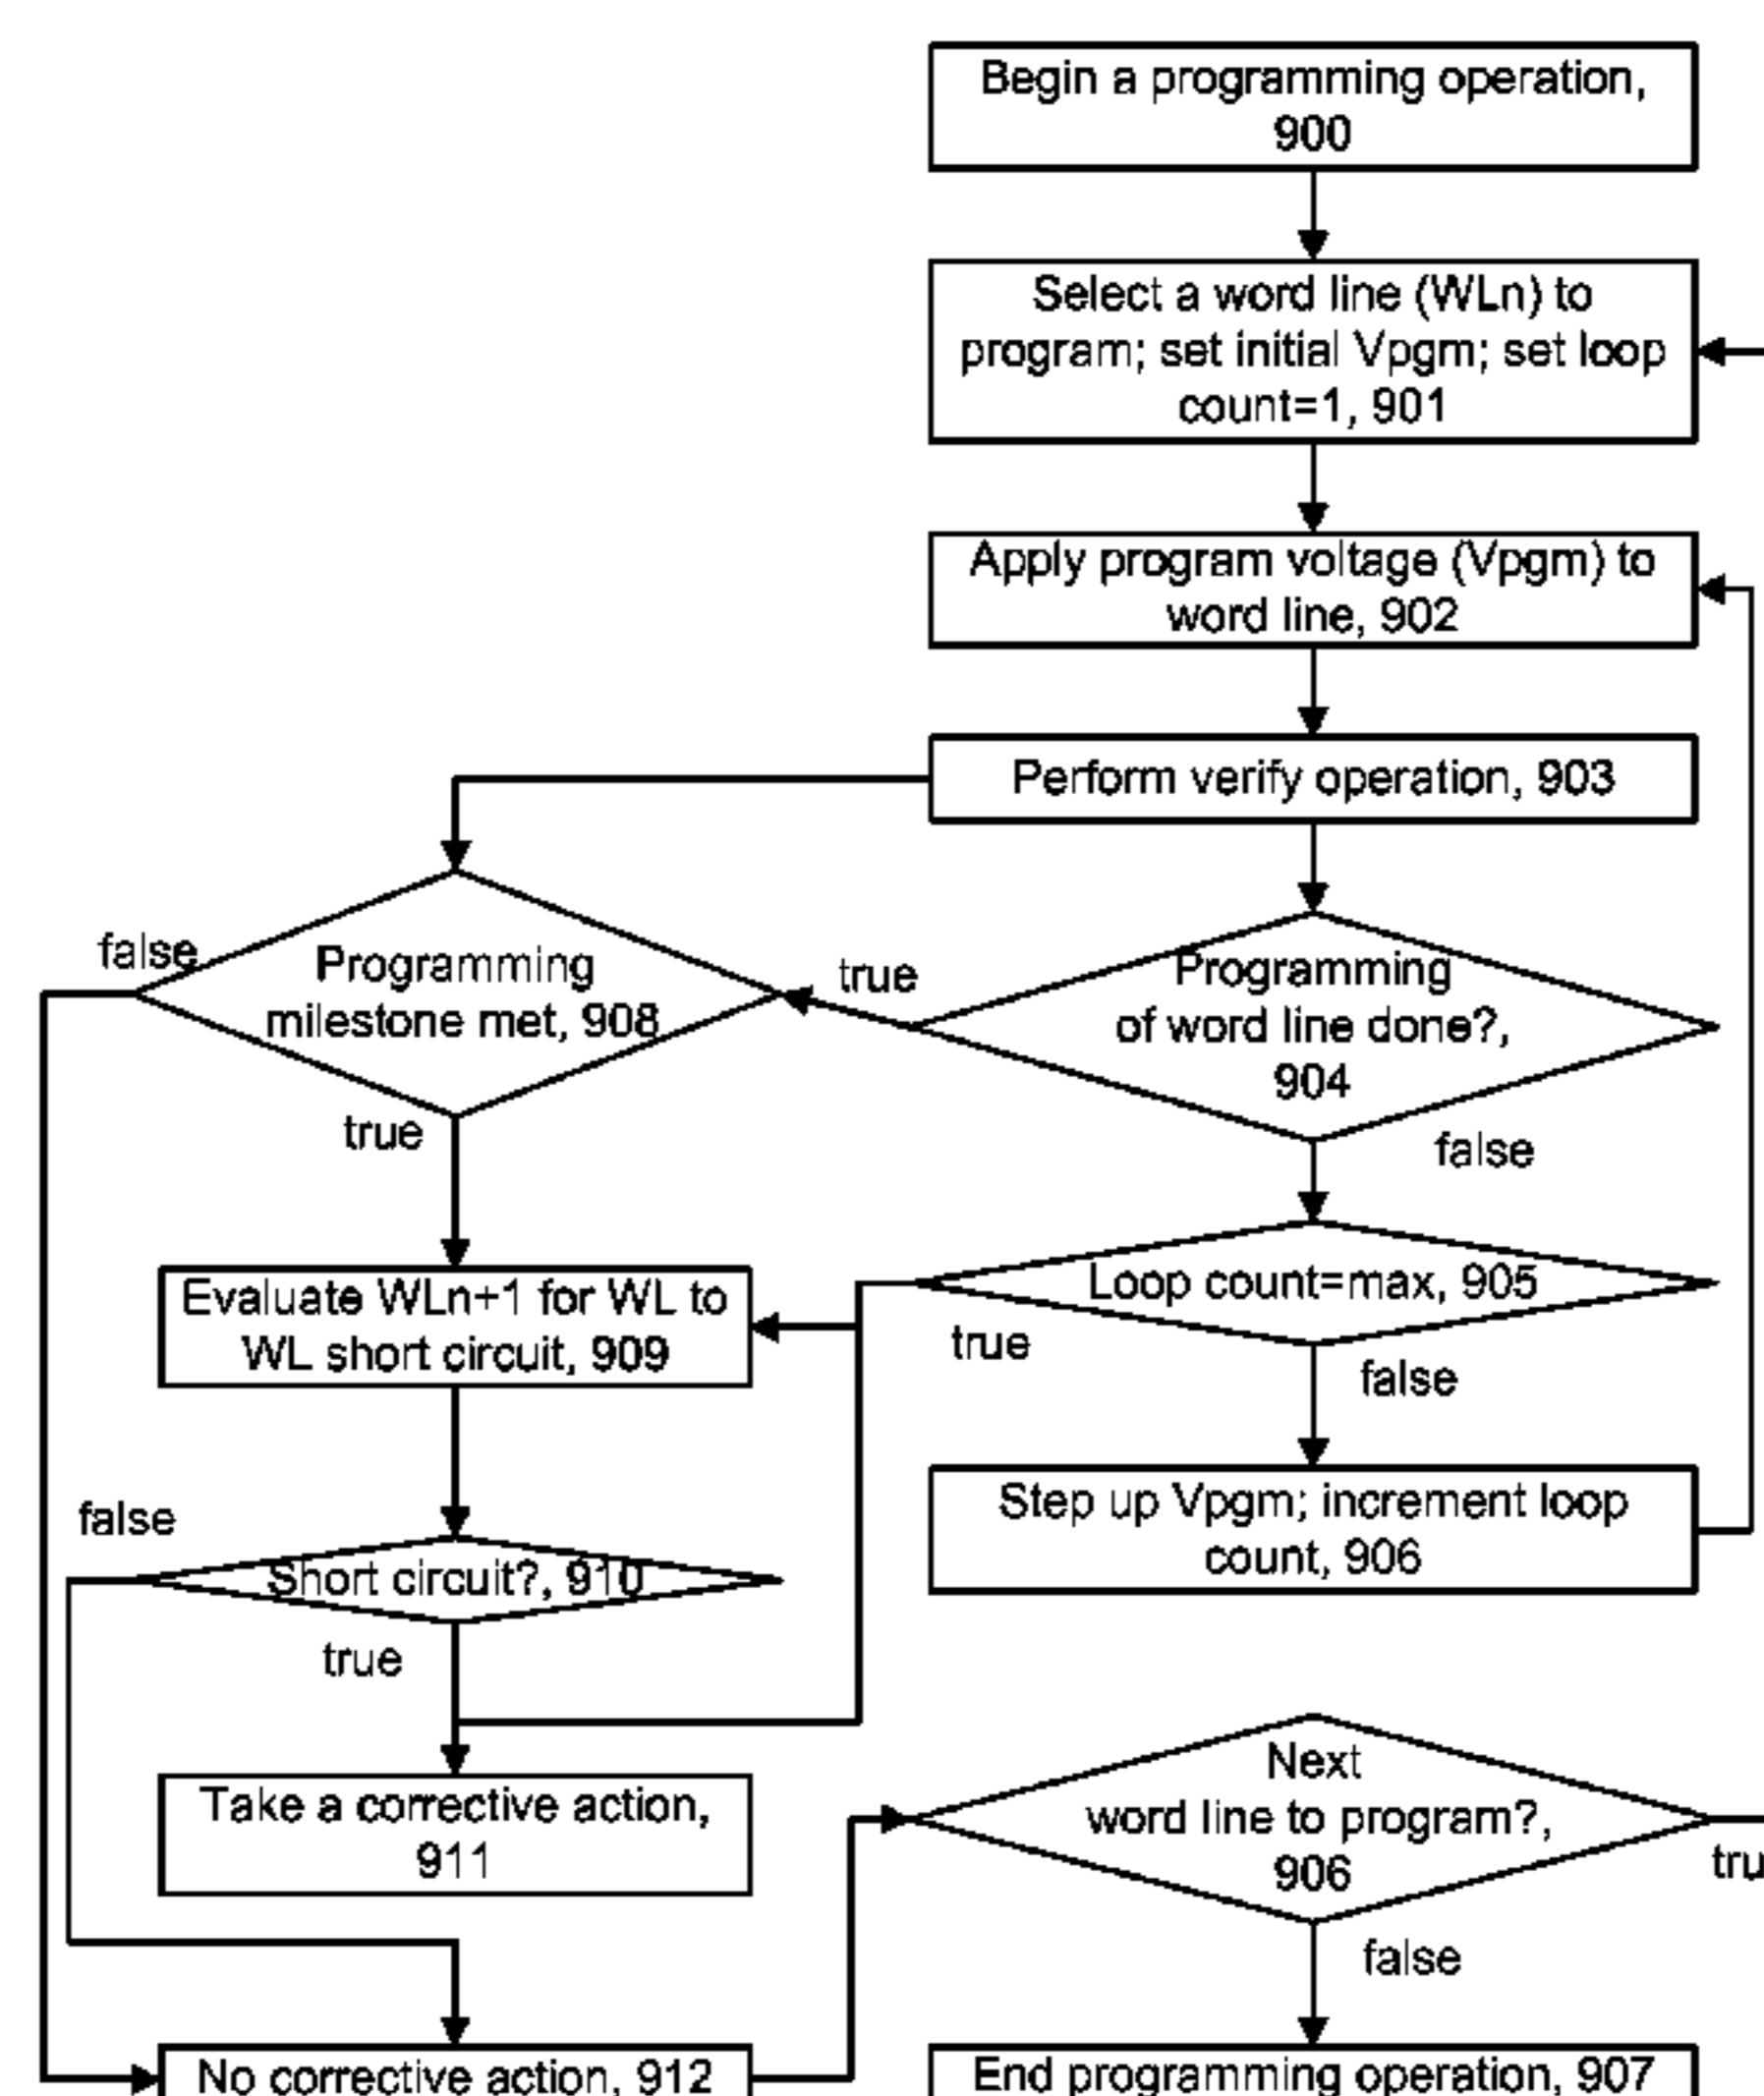 Begin a programming operation,
900
Select a word line (WLn) to
program; set initial Vpgm; set loop
count=1, 901
Apply program voltage (Vpgm) to
word line, 902
Perform verify operation, 903
false
Programming
milestone met, 908
true
true
Programming
of word line done?,
904
false
Evaluate WLn+1 for WL to
WL short circuit, 909
Loop count=max, 905
true
false
Step up Vpgm; increment loop
count, 906
false
Short circuit?, 910
true
Take a corrective action,
911
Next
word line to program?,
906
false
No corrective action, 912
End programming operation, 907